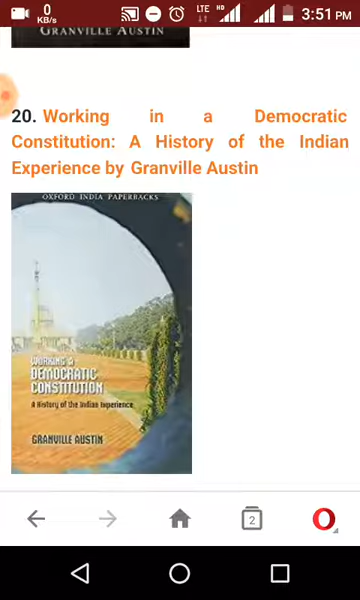 0
KB/s
LTE
HD
3:51 PM
GRANVILLE AUSTIN
20. Working in a Democratic
Constitution: A History of the Indian
Experience by Granville Austin
OXFORD INDIA PAPERBACKS
WORKING A
DEMOCRATIC
CONSTITUTION
A History of the Indian Experience
GRANVILLE AUSTIN
2